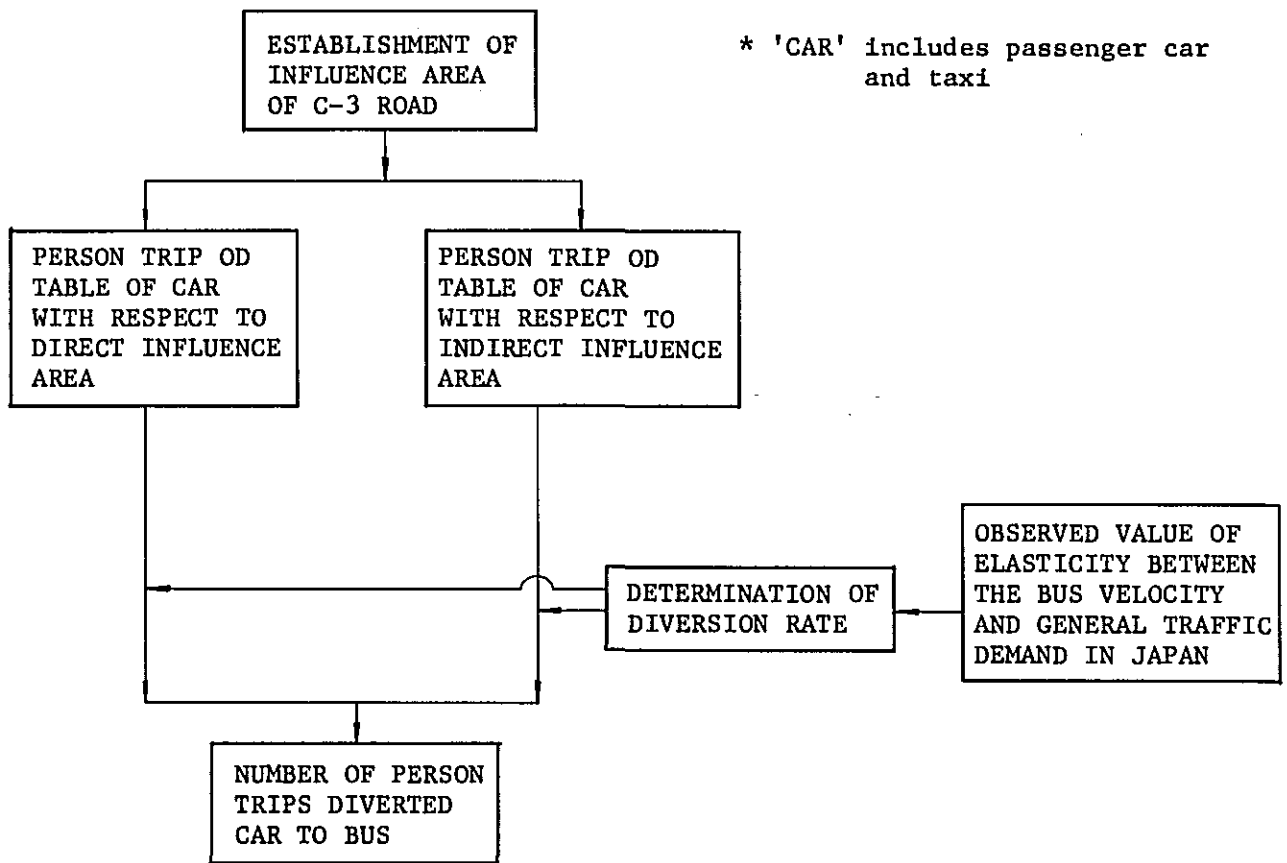 ESTABLISHMENT OF
INFLUENCE AREA
OF C-3 ROAD
* 'CAR' includes passenger car
and taxi
PERSON TRIP OD
TABLE OF CAR
WITH RESPECT TO
DIRECT INFLUENCE
AREA
PERSON TRIP OD
TABLE OF CAR
WITH RESPECT TO
INDIRECT INFLUENCE
AREA
DETERMINATION OF
DIVERSION RATE
OBSERVED VALUE OF
ELASTICITY BETWEEN
THE BUS VELOCITY
AND GENERAL TRAFFIC
DEMAND IN JAPAN
NUMBER OF PERSON
TRIPS DIVERTED
CAR TO BUS